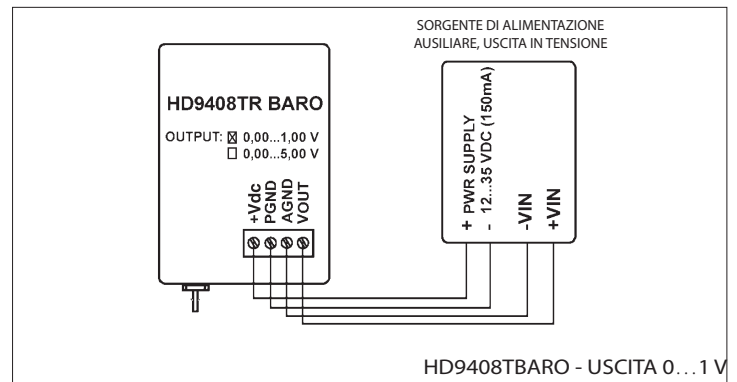 SORGENTE DI ALIMENTAZIONE
AUSILIARE, USCITA IN TENSIONE
HD9408TR BARO
OUTPUT: ☒ 0,00...1,00 V
☐ 0,00...5,00 V
+Vdc
PGND
AGND
VOUT
+ PWR SUPPLY
- 12...35 VDC (150mA)
-VIN
+VIN
HD9408TBARO - USCITA 0…1 V